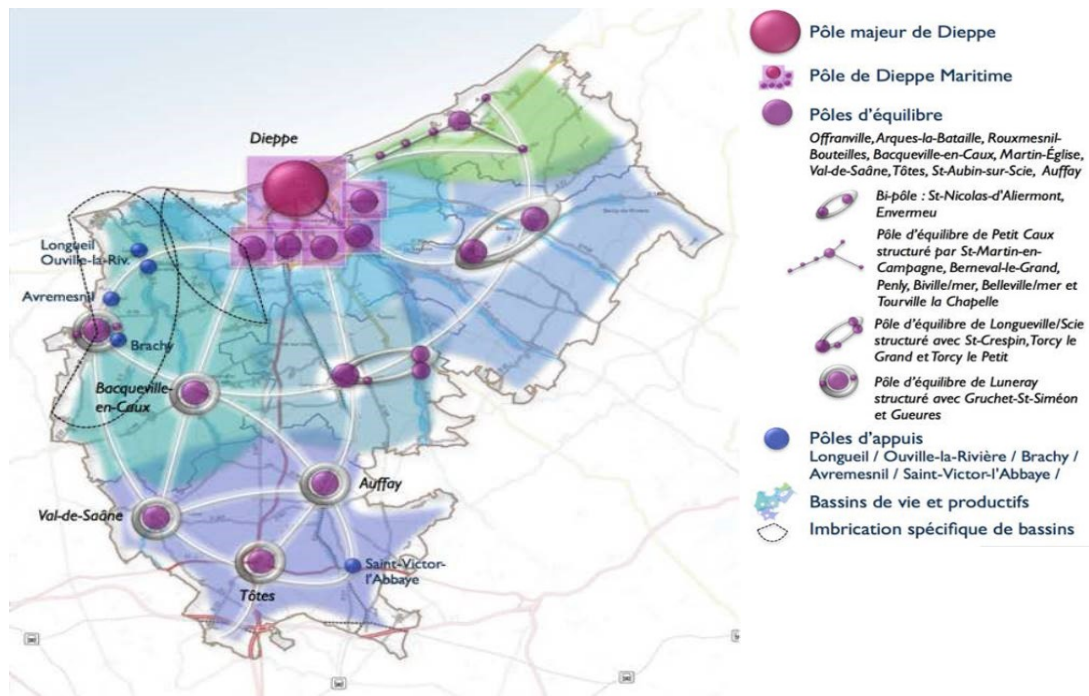 Dieppe
Longueil
Ouville-la-Riv.
Avremesnil
Brachy
Bacqueville-
en-Caux
Val-de-Saâne
Auffay
Saint-Victor-
l'Abbaye
Tôtes
Pôle majeur de Dieppe
Pôle de Dieppe Maritime
Pôles d'équilibre
Offranville, Arques-la-Bataille, Rouxmesnil-
Bouteilles, Bacqueville-en-Caux, Martin-Église,
Val-de-Saâne, Tôtes, St-Aubin-sur-Scie, Auffay
Bi-pôle : St-Nicolas-d'Aliermont,
Envermeu
Pôle d'équilibre de Petit Caux
structuré par St-Martin-en-
Campagne, Berneval-le-Grand,
Penly, Biville/mer, Belleville/mer et
Tourville la Chapelle
Pôle d'équilibre de Longueville/Scie
structuré avec St-Crespin, Torcy le
Grand et Torcy le Petit
Pôle d'équilibre de Luneray
structuré avec Gruchet-St-Siméon
et Gueures
Pôles d'appuis
Longueil / Ouville-la-Rivière / Brachy /
Avremesnil / Saint-Victor-l'Abbaye /
Bassins de vie et productifs
Imbrication spécifique de bassins